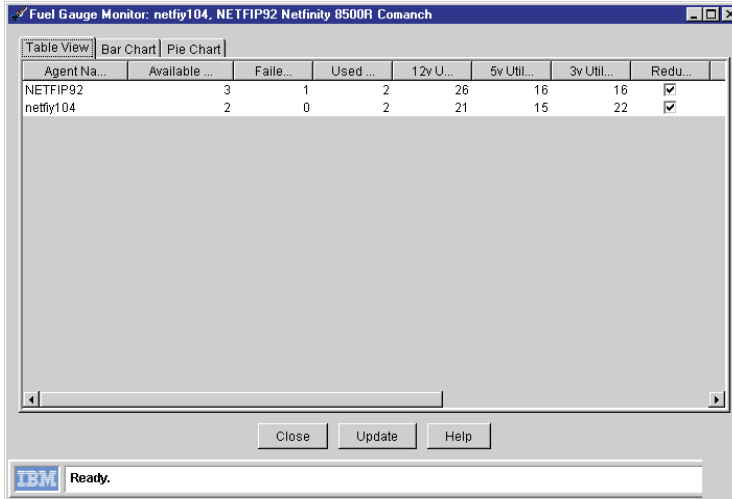 Fuel Gauge Monitor: netfiy104, NETFIP92 Netfinity 8500R Comanch
Table View Bar Chart Pie Chart
Agent Na... Available ... Faile... Used ... 12v U... 5v Util... 3v Util... Redu...
NETFIP92 3 1 2 26 16 16
netfiy104 2 0 2 21 15 22
Close Update Help
IBM Ready.